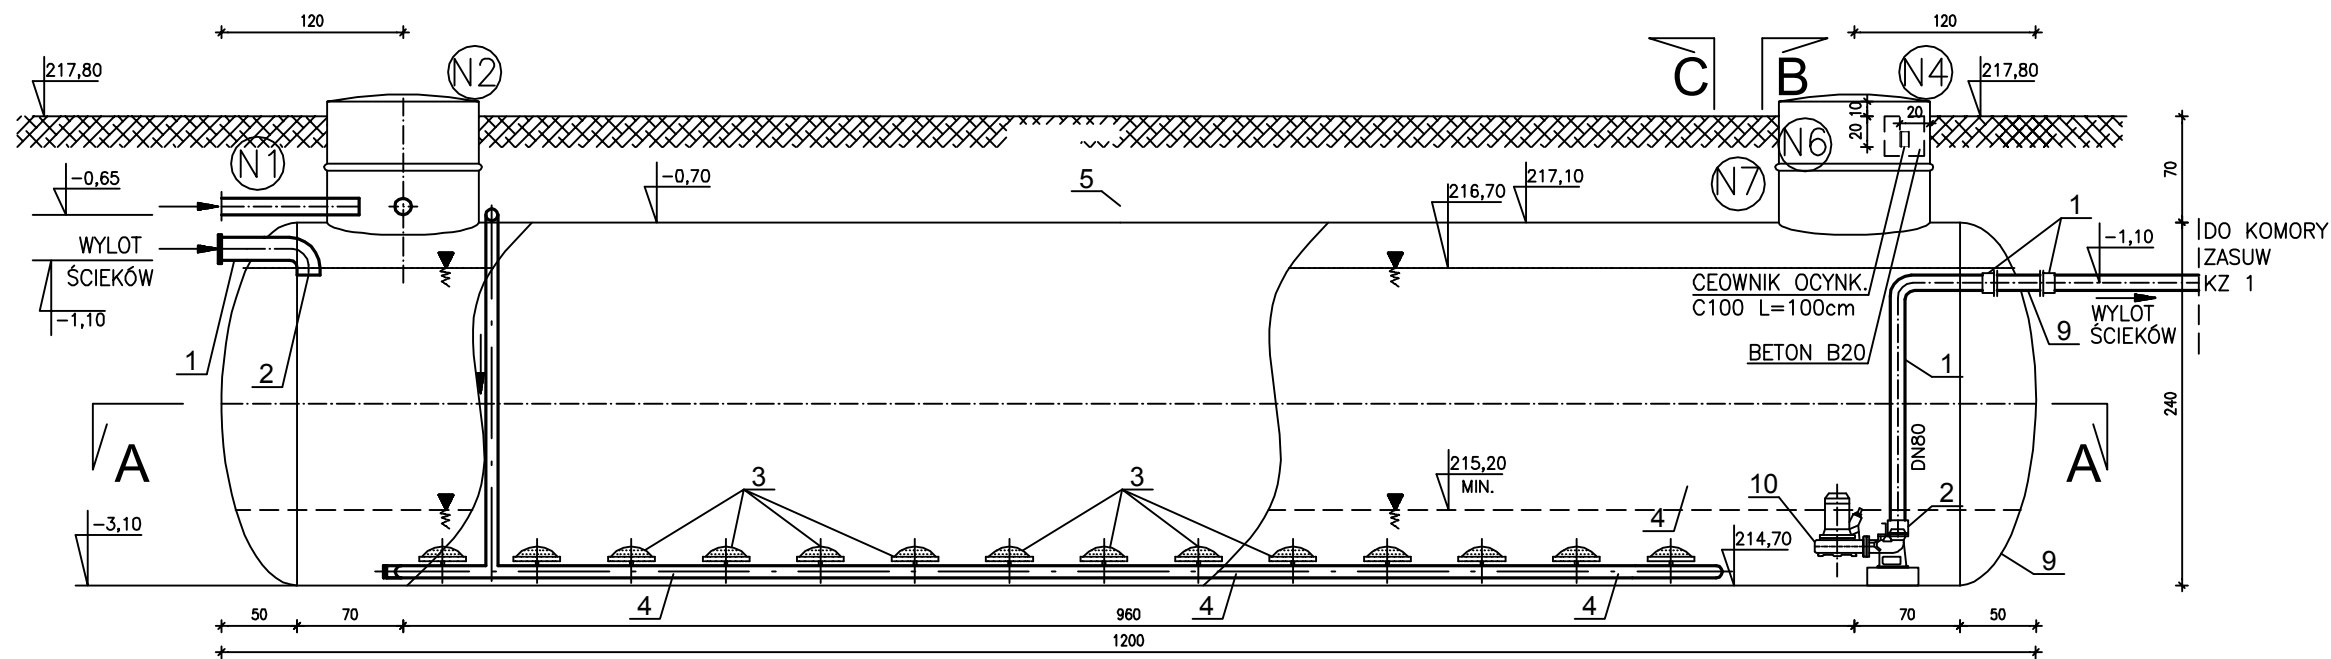 120
120
217,80
N2
C
B
N4
217,80
10
20
20
N1
N6
70
-0,65
-0,70
5
216,70
217,10
N7
1
WYLOT
ŚCIEKÓW
-1,10
DO KOMORY
ZASUW
KZ 1
-1,10
CEOWNIK OCYNK.
C100 L=100cm
WYLOT
ŚCIEKÓW
9
1
2
BETON B20
1
240
A
A
DN80
3
3
215,20
MIN.
10
2
4
-3,10
214,70
9
4
4
4
50
70
960
70
50
1200